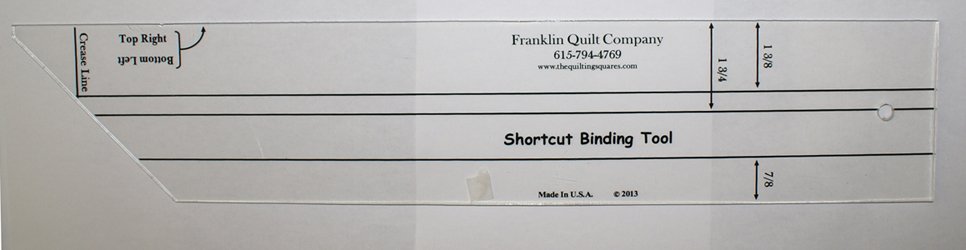 Crease Line
Top Right
Bottom Left
Franklin Quilt Company
615-794-4769
www.thequiltingsquares.com
1 3/4
1 3/8
Shortcut Binding Tool
7/8
Made In U.S.A. © 2013